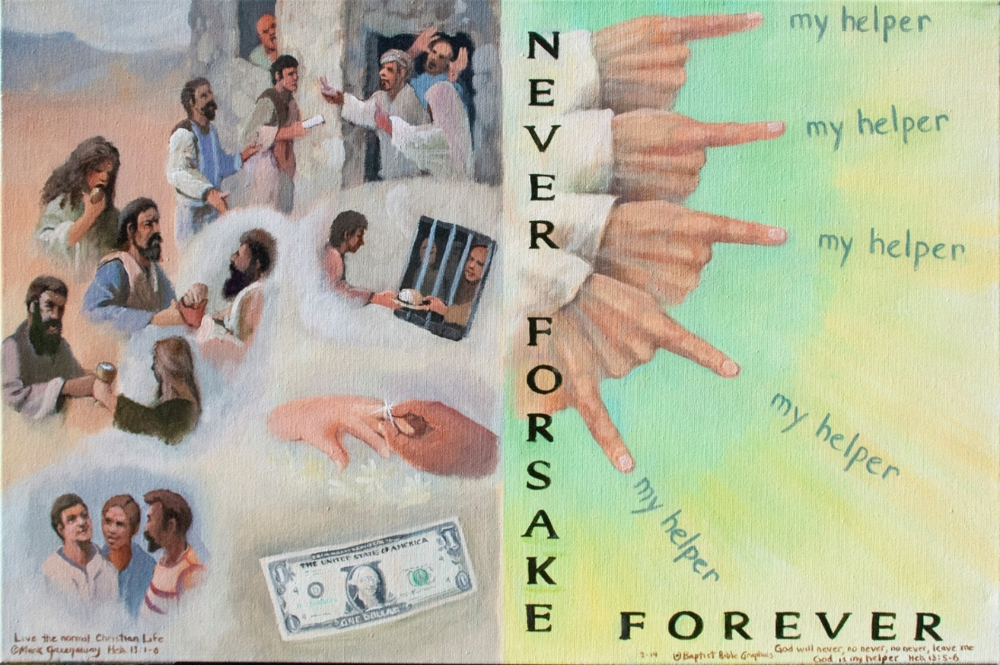 my helper
my helper
my helper
my helper
my helper
NEVER
FORSAKE
FOREVER
THE UNITED STATE OF AMERICA
ONE DOLLAR
Live the normal Christian Life
©Mark Greenaway Heb. 13:1-6
2-14 ©Baptist Bible Graphics
God will never, no never, no never, leave me
God is my helper Heb. 13:5-6